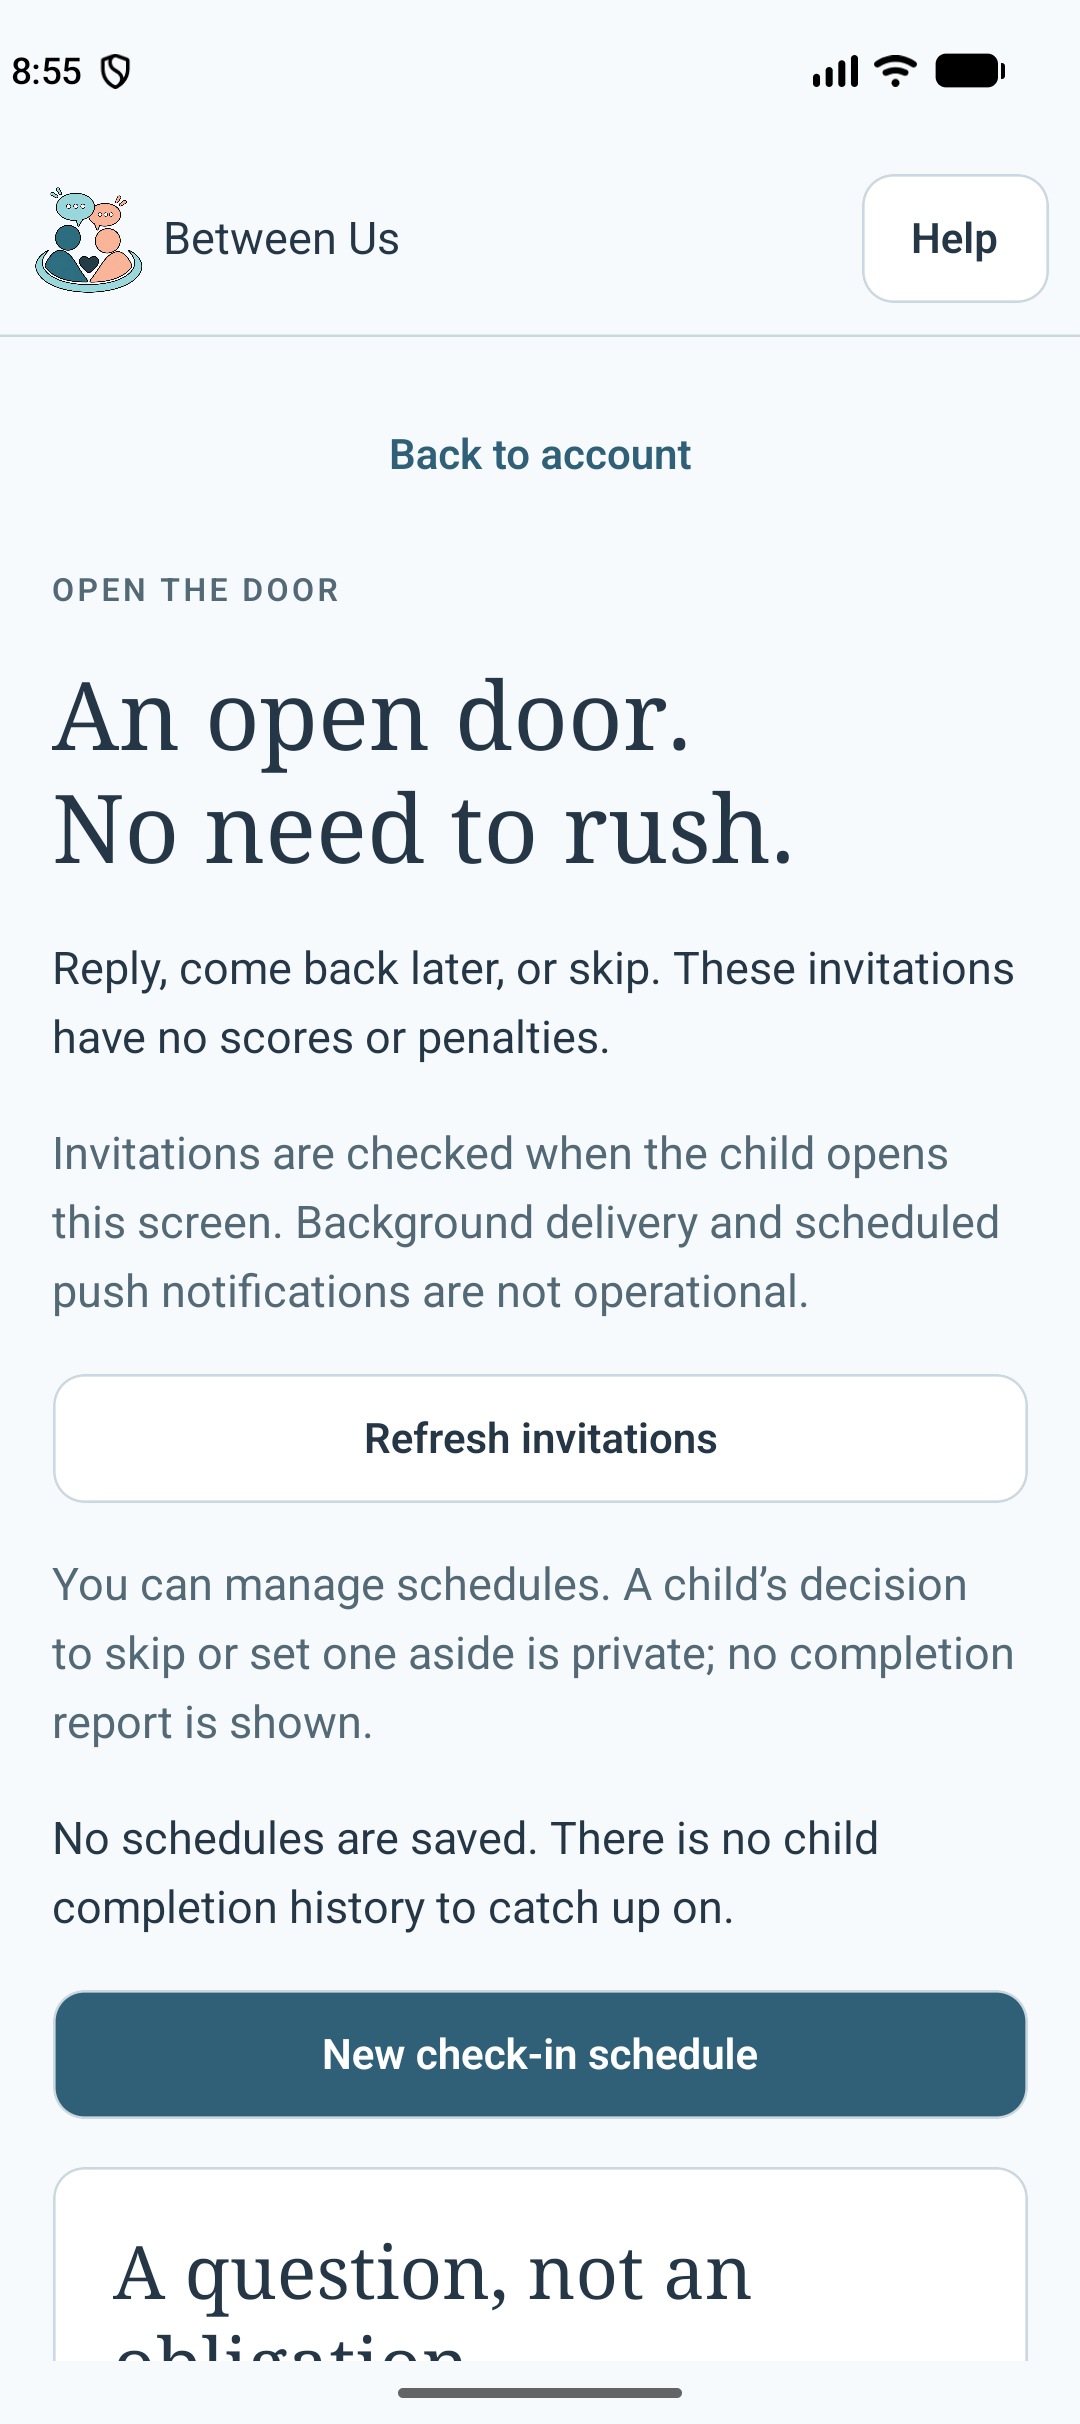 8:55
Between Us
Help
Back to account
OPEN THE DOOR
An open door.
No need to rush.
Reply, come back later, or skip. These invitations
have no scores or penalties.
Invitations are checked when the child opens
this screen. Background delivery and scheduled
push notifications are not operational.
Refresh invitations
You can manage schedules. A child’s decision
to skip or set one aside is private; no completion
report is shown.
No schedules are saved. There is no child
completion history to catch up on.
New check-in schedule
A question, not an
obligation